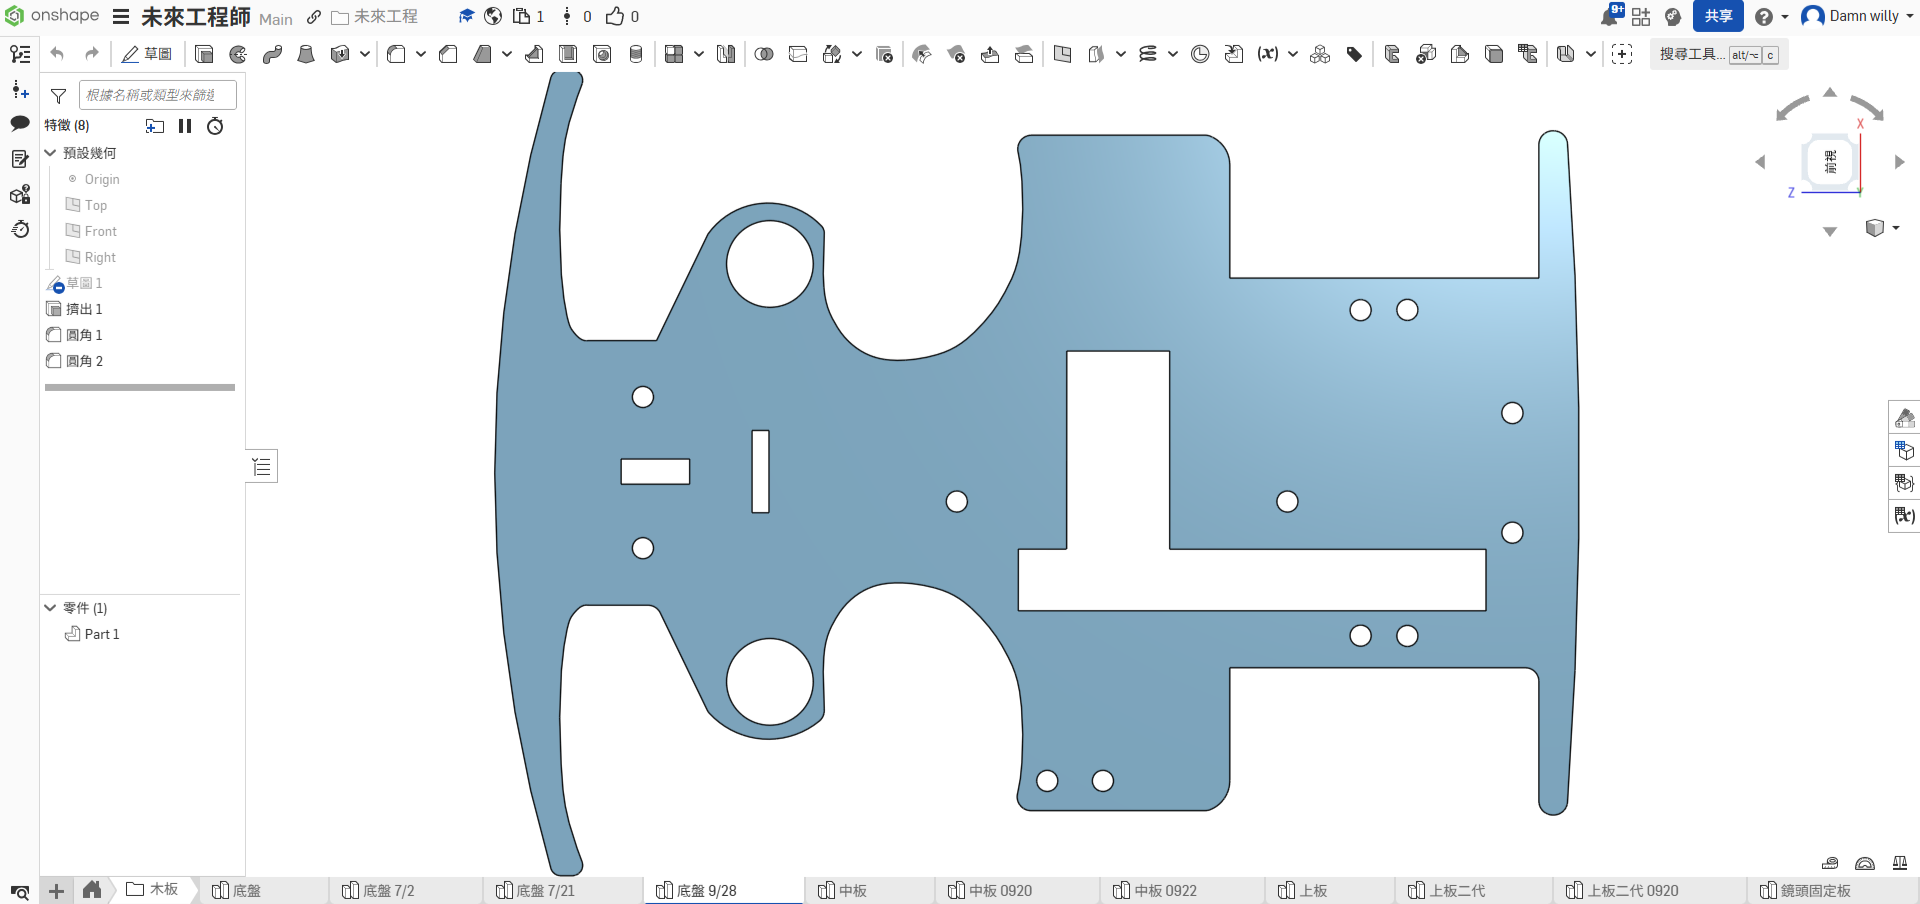 onshape 未來工程師 Main 未來工程 1 0 0 9+ 共享 Damn willy
草圖 搜尋工具... alt/⌥ c
根據名稱或類型來篩選
特徵 (8)
預設幾何
Origin
Top
Front
Right
草圖 1
擠出 1
圓角 1
圓角 2
零件 (1)
Part 1
X
前視
Z
Y
(x)
(x)
木板 底盤 底盤 7/2 底盤 7/21 底盤 9/28 中板 中板 0920 中板 0922 上板 上板二代 上板二代 0920 鏡頭固定板